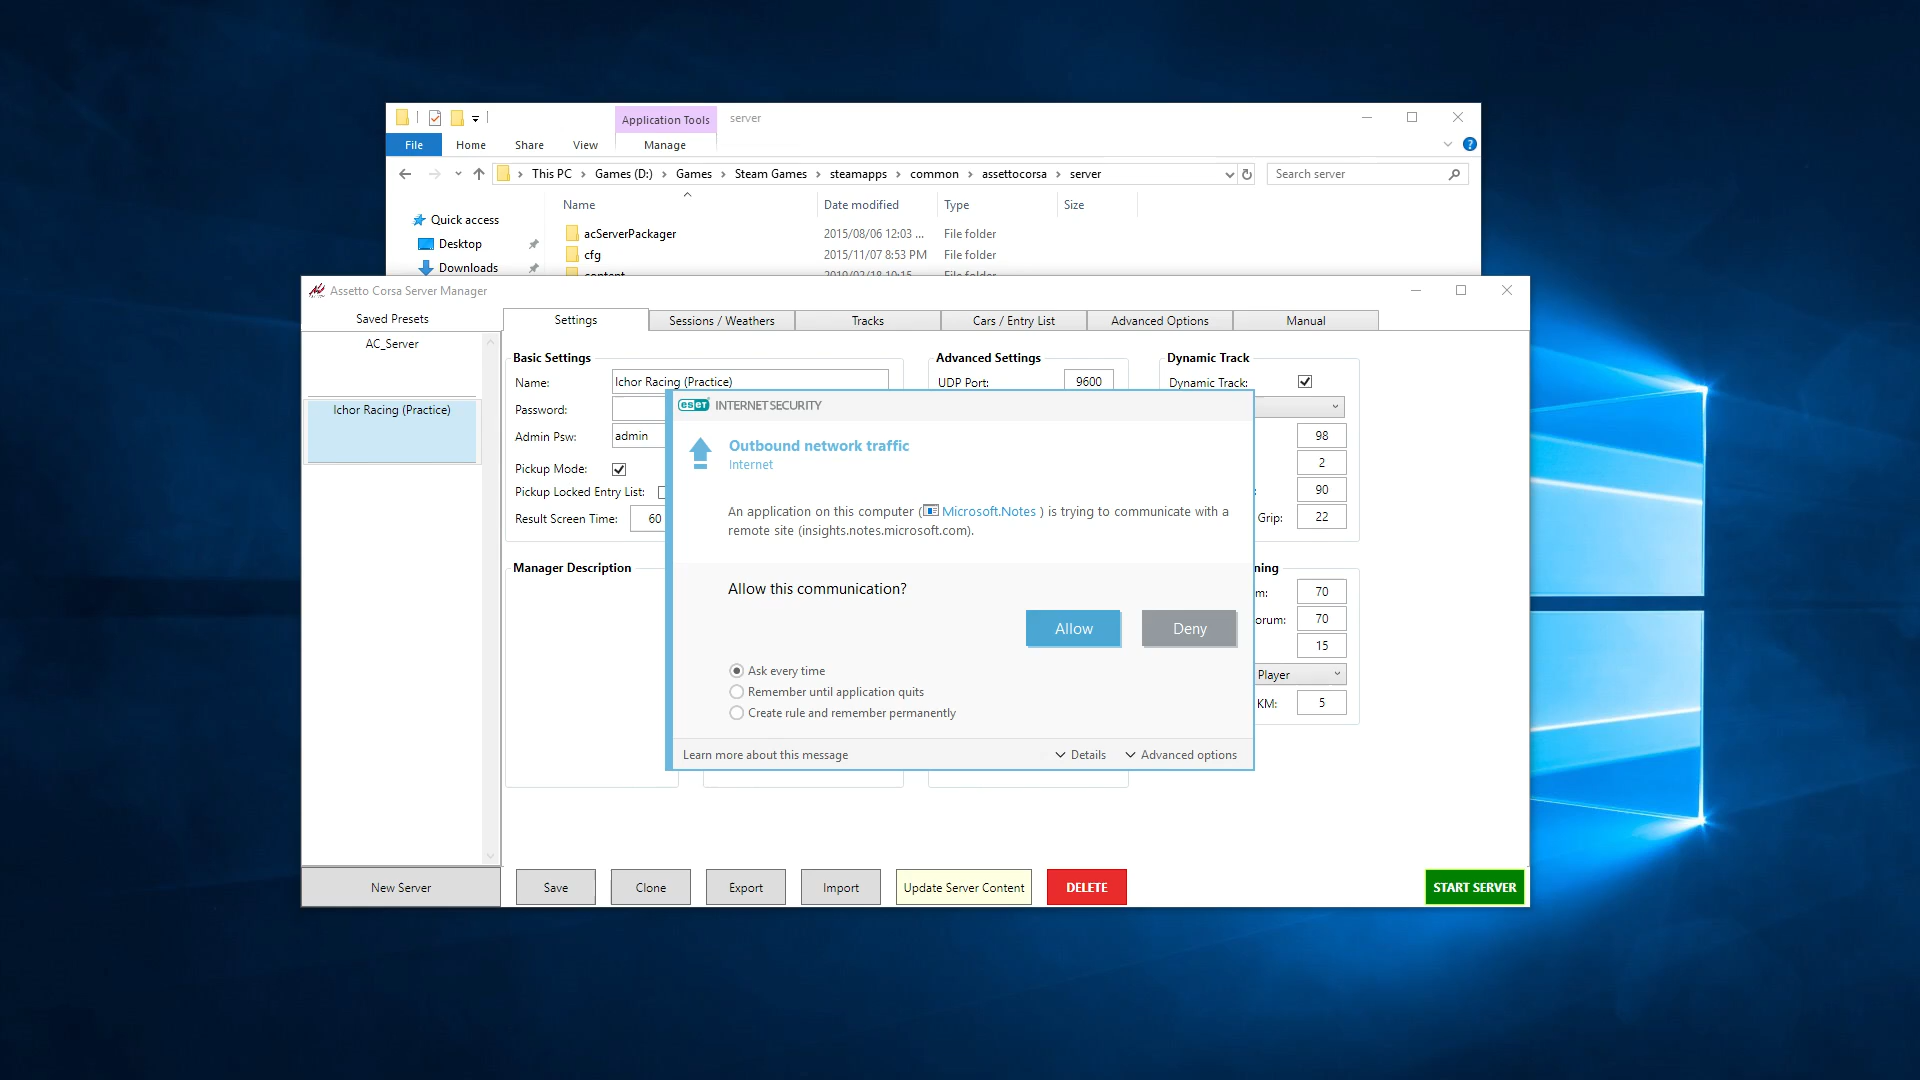 Application Tools
server
File
Home
Share
View
Manage
This PC > Games (D:) > Games > Steam Games > steamapps > common > assettocorsa > server
Search server
Name
Date modified
Type
Size
Quick access
Desktop
Downloads
acServerPackager
2015/08/06 12:03 ...
File folder
cfg
2015/11/07 8:53 PM
File folder
content
File folder
Assetto Corsa Server Manager
Saved Presets
AC_Server
Ichor Racing (Practice)
Settings
Sessions / Weathers
Tracks
Cars / Entry List
Advanced Options
Manual
Basic Settings
Name:
Ichor Racing (Practice)
Password:
Admin Psw:
admin
Pickup Mode:
Pickup Locked Entry List:
Result Screen Time:
60
Manager Description
Advanced Settings
UDP Port:
9600
Dynamic Track
Dynamic Track:
98
2
90
Grip:
22
ning
m:
70
orum:
70
15
Player
KM:
5
eseT INTERNET SECURITY
Outbound network traffic
Internet
An application on this computer ( Microsoft.Notes ) is trying to communicate with a
remote site (insights.notes.microsoft.com).
Allow this communication?
Allow
Deny
Ask every time
Remember until application quits
Create rule and remember permanently
Learn more about this message
Details
Advanced options
New Server
Save
Clone
Export
Import
Update Server Content
DELETE
START SERVER